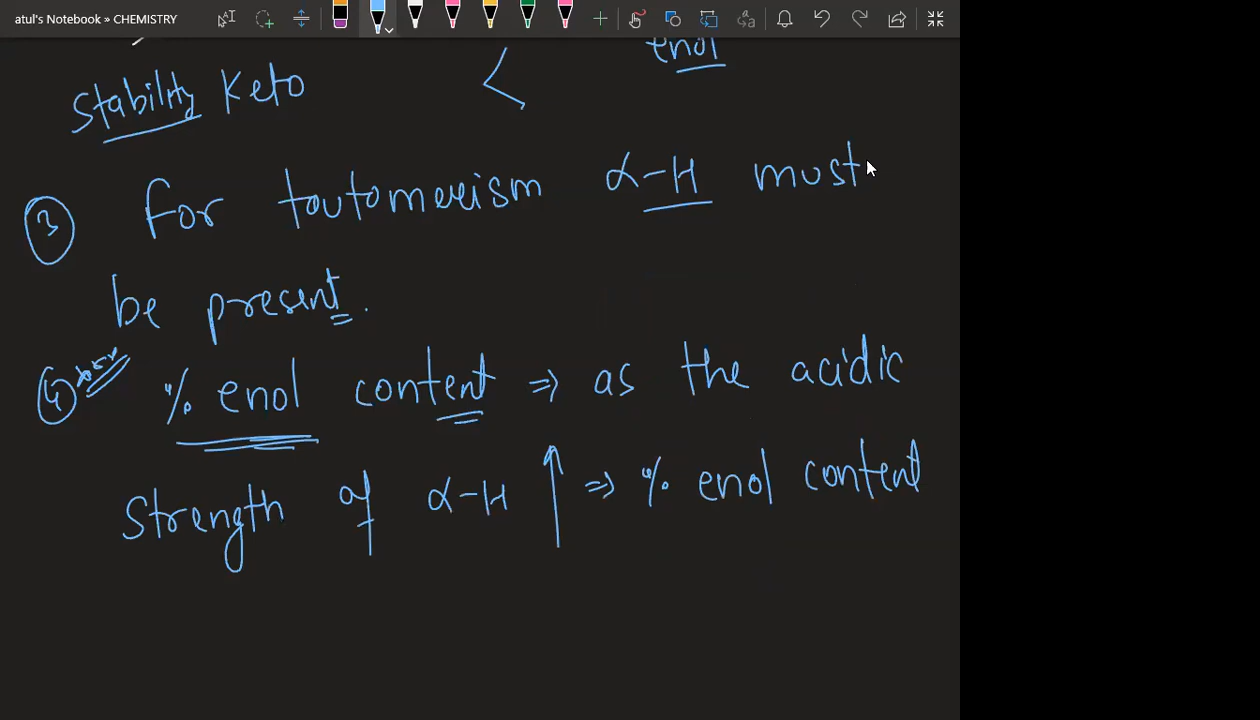 atul's Notebook » CHEMISTRY
enol
Stability Keto <
③ For tautomerism α-H must
be present.
④ % enol content ⇒ as the acidic
Strength of α-H ↑ ⇒ % enol content